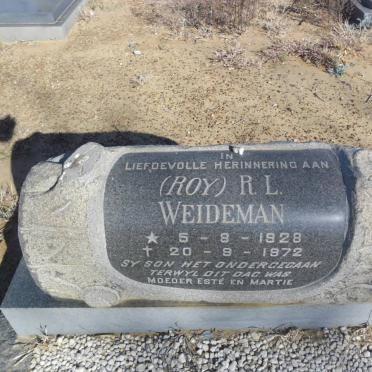 IN
LIEFDEVOLLE HERINNERING AAN
(ROY) R.L.
WEIDEMAN
★ 5 - 8 - 1928
† 20 - 9 - 1972
SY SON HET ONDERGEGAAN
TERWYL DIT DAG WAS
MOEDER ESTÉ EN MARTIE